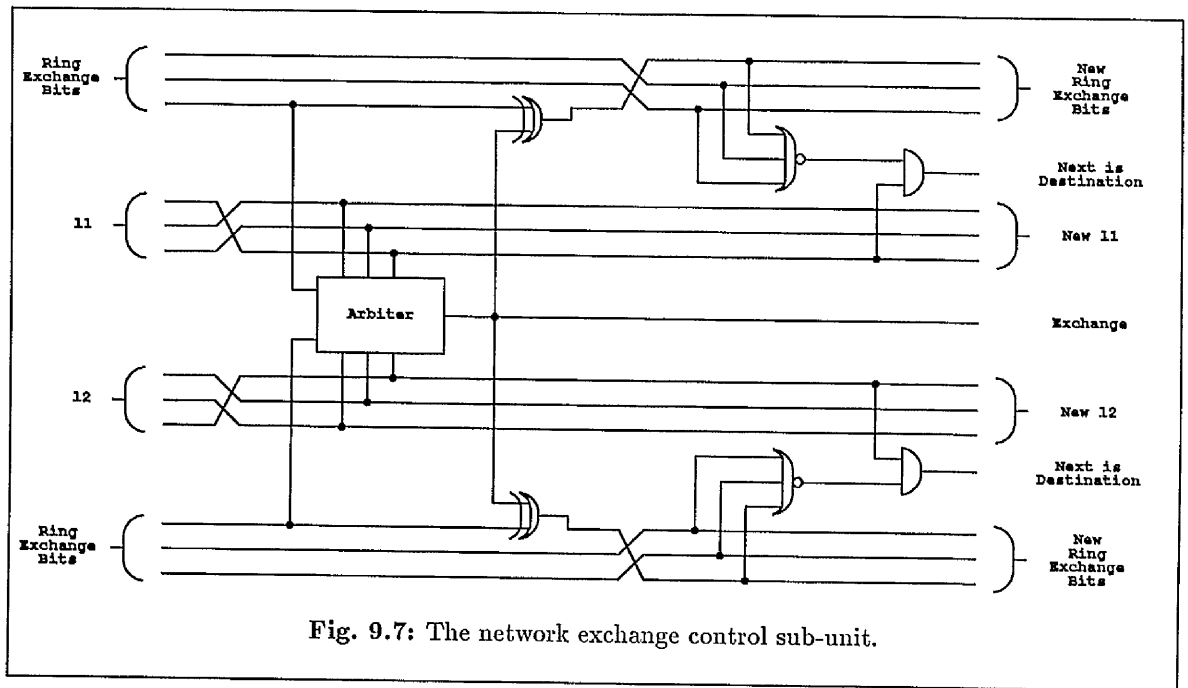 Ring
Exchange
Bits
New
Ring
Exchange
Bits
Next is
Destination
l1
New l1
Arbiter
Exchange
l2
New l2
Next is
Destination
Ring
Exchange
Bits
New
Ring
Exchange
Bits
Fig. 9.7: The network exchange control sub-unit.